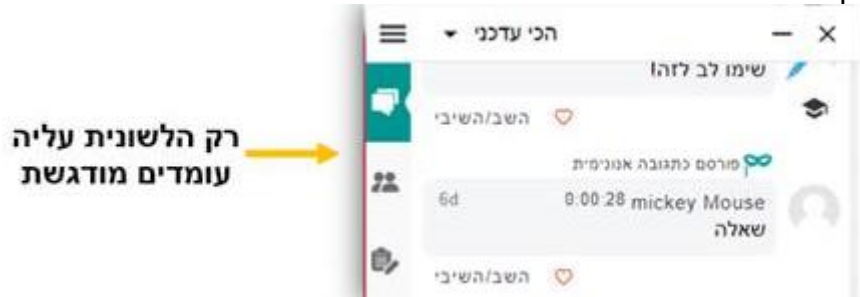 הכי עדכני
שימו לב לזה!
השב/השיבי
פורסם כתגובה אנונימית
mickey Mouse 0:00:28 6d
שאלה
השב/השיבי
רק הלשונית עליה
עומדים מודגשת